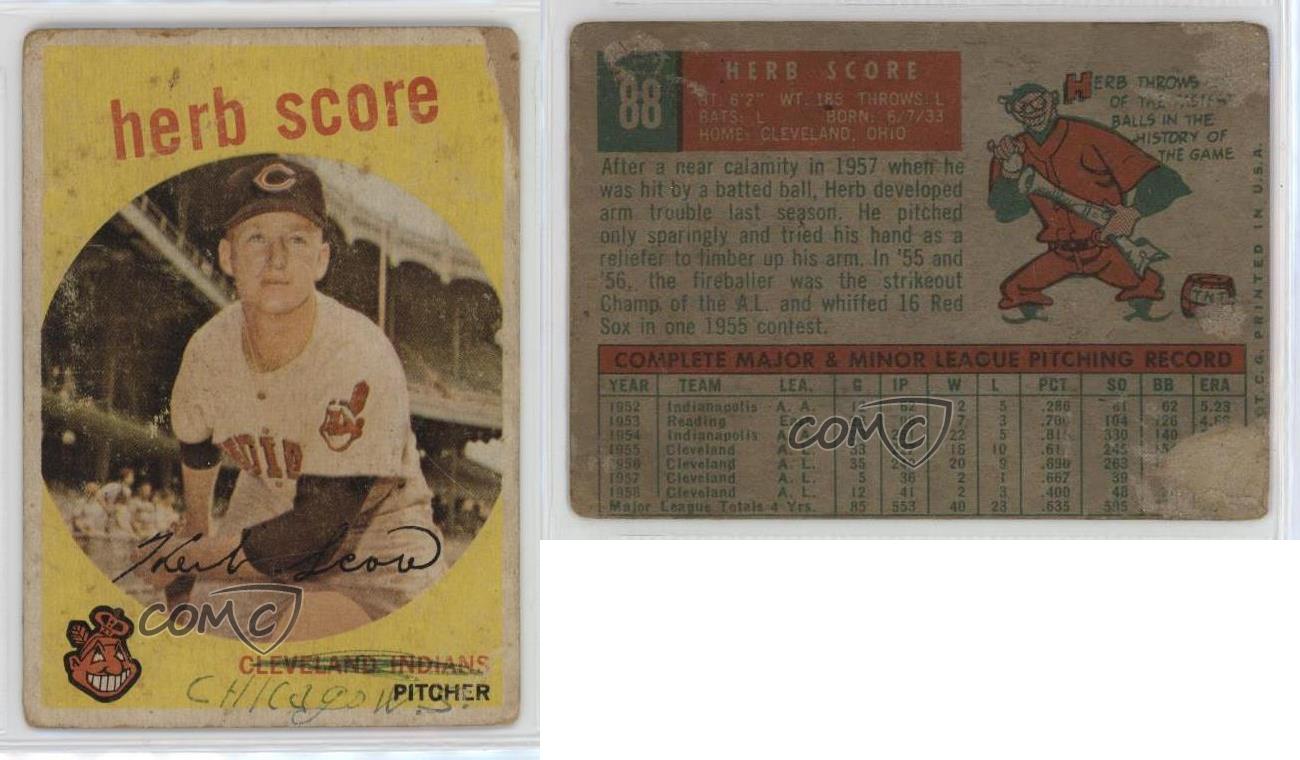 herb score
C
Herb Score
COMC
CLEVELAND INDIANS
PITCHER
Chicago W.S.
88
HERB SCORE
HT: 6'2" WT: 185 THROWS: L
BATS: L BORN: 6/7/33
HOME: CLEVELAND, OHIO
After a near calamity in 1957 when he
was hit by a batted ball, Herb developed
arm trouble last season. He pitched
only sparingly and tried his hand as a
reliefer to limber up his arm. In '55 and
'56, the fireballer was the strikeout
Champ. of the A.L. and whiffed 16 Red
Sox in one 1955 contest.
HERB THROWS
OF THE
BALLS IN THE
HISTORY OF
THE GAME
TNT
©T.C.G. PRINTED IN U.S.A.
COMPLETE MAJOR & MINOR LEAGUE PITCHING RECORD
YEAR TEAM LEA. G IP W L PCT. SO BB ERA
1952 Indianapolis A. A. 62 2 5 .286 61 62 5.23
1953 Reading 7 3 104 126
1954 Indianapolis A. A. 22 5 330 140
1955 Cleveland A. L. 33 16 10 245
1956 Cleveland A. L. 35 20 9 .690 263
1957 Cleveland A. L. 5 36 2 1 .667 39
1958 Cleveland A. L. 12 41 2 3 .400 48
Major League Totals 4 Yrs. 85 553 40 23 .635 595
COMC